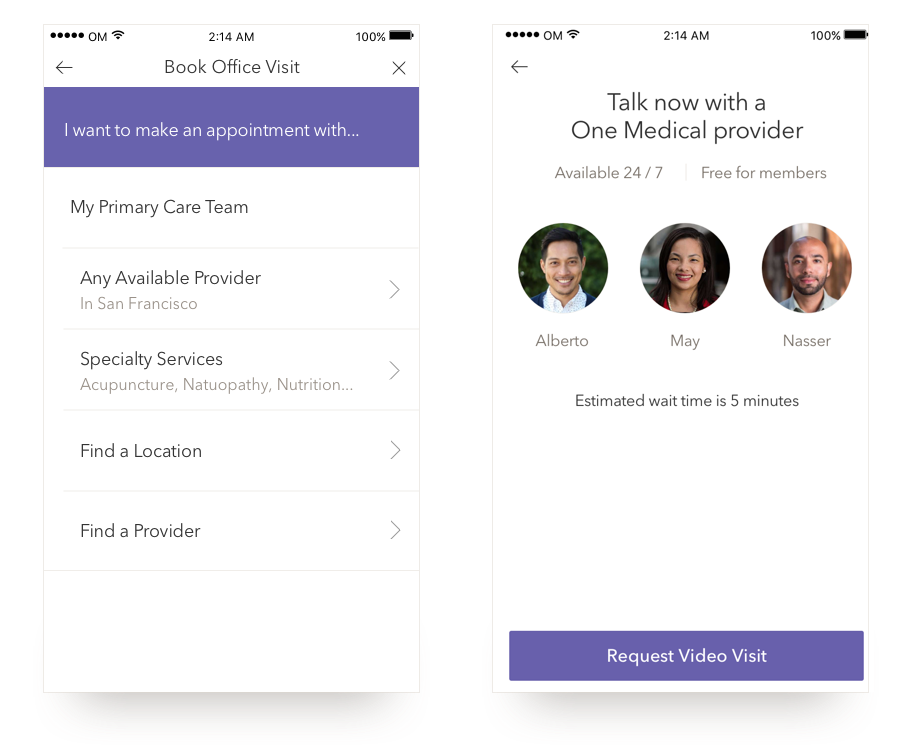 OM 2:14 AM 100%
Book Office Visit
I want to make an appointment with...
My Primary Care Team
Any Available Provider
In San Francisco
Specialty Services
Acupuncture, Natuopathy, Nutrition...
Find a Location
Find a Provider
OM 2:14 AM 100%
Talk now with a
One Medical provider
Available 24 / 7 Free for members
Alberto May Nasser
Estimated wait time is 5 minutes
Request Video Visit